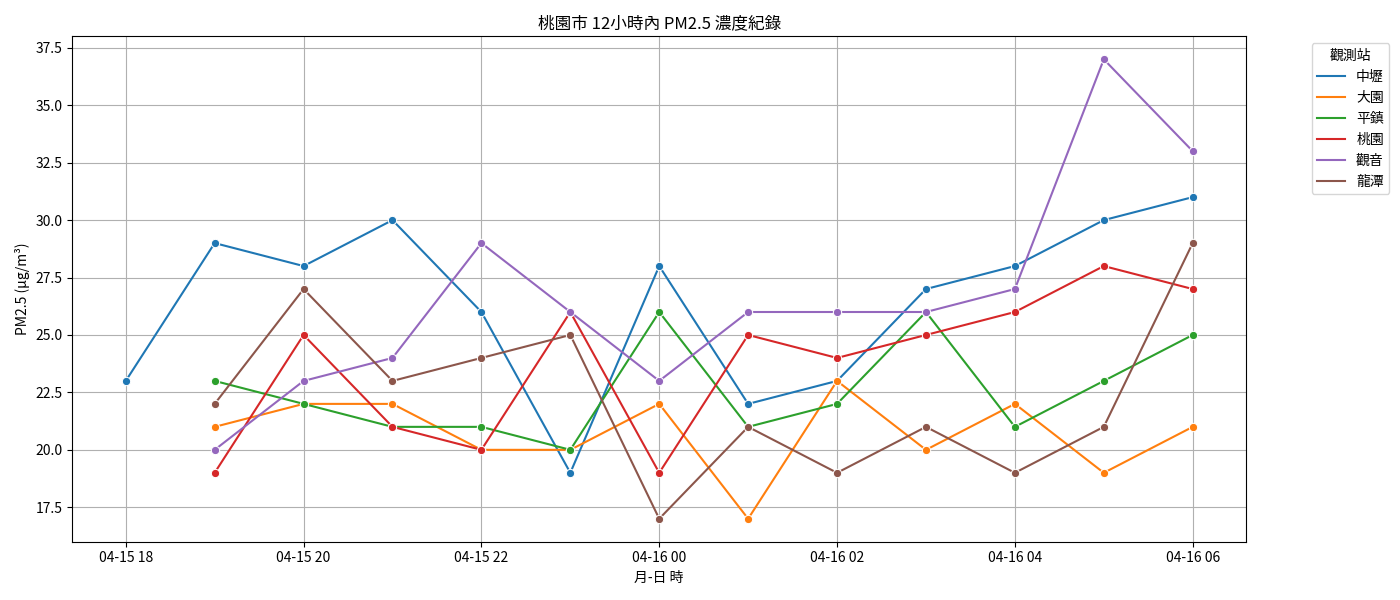 桃園市 12小時內 PM2.5 濃度紀錄
PM2.5 (μg/m³)
37.5
35.0
32.5
30.0
27.5
25.0
22.5
20.0
17.5
04-15 18
04-15 20
04-15 22
04-16 00
04-16 02
04-16 04
04-16 06
月-日 時
觀測站
中壢
大園
平鎮
桃園
觀音
龍潭